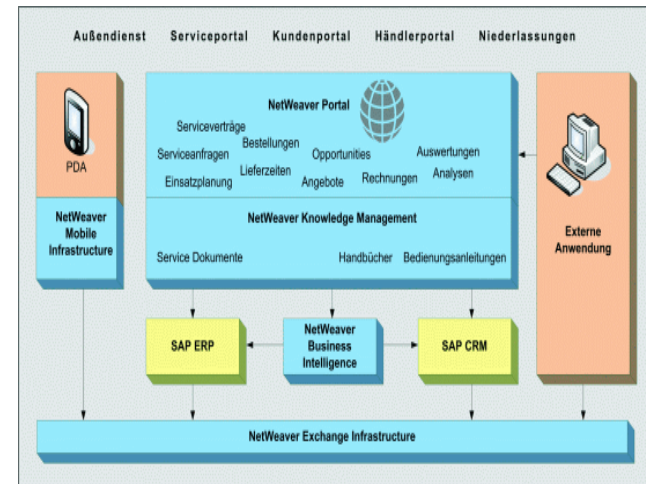 Außendienst Serviceportal Kundenportal Händlerportal Niederlassungen
PDA
NetWeaver
Mobile
Infrastructure
NetWeaver Portal
Serviceverträge
Bestellungen
Serviceanfragen
Opportunities
Auswertungen
Lieferzeiten
Einsatzplanung
Angebote
Rechnungen
Analysen
NetWeaver Knowledge Management
Service Dokumente
Handbücher
Bedienungsanleitungen
Externe
Anwendung
SAP ERP
NetWeaver
Business
Intelligence
SAP CRM
NetWeaver Exchange Infrastructure